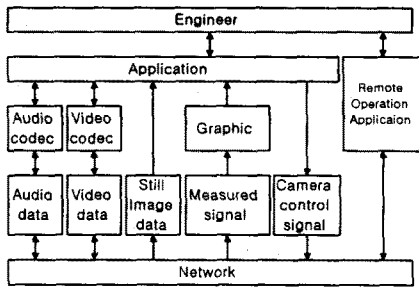 Engineer
Application
Remote
Operation
Applicaion
Audio
codec
Video
codec
Graphic
Audio
data
Video
data
Still
Image
data
Measured
signal
Camera
control
signal
Network